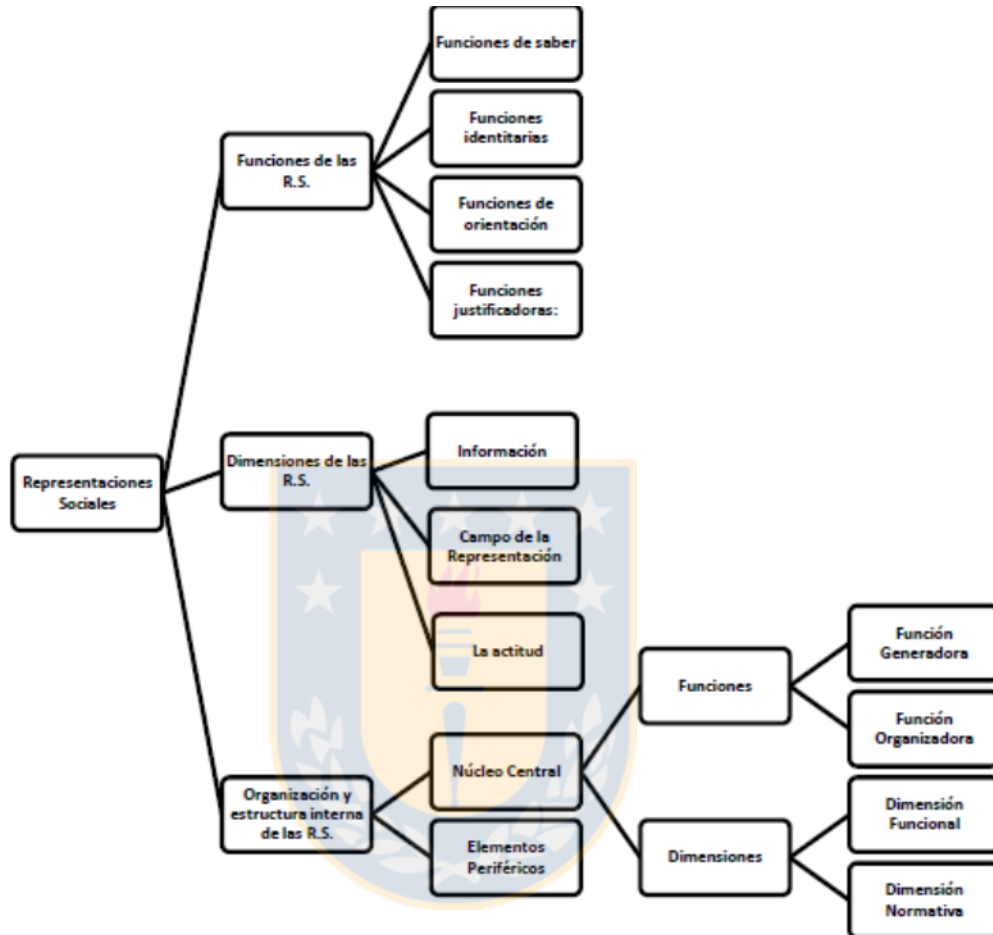 Funciones de saber
Funciones
identitarias
Funciones de las
R.S.
Funciones de
orientación
Funciones
justificadoras:
Representaciones
Sociales
Dimensiones de las
R.S.
Información
Campo de la
Representación
La actitud
Organización y
estructura interna
de las R.S.
Núcleo Central
Elementos
Periféricos
Funciones
Función
Generadora
Función
Organizadora
Dimensiones
Dimensión
Funcional
Dimensión
Normativa